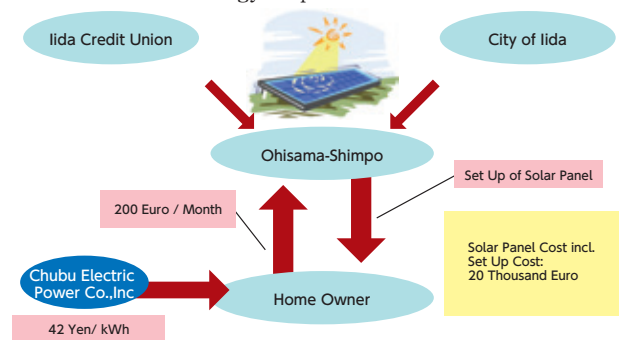 gy
Iida Credit Union
City of Iida
Ohisama-Shimpo
Set Up of Solar Panel
200 Euro / Month
Solar Panel Cost incl.
Set Up Cost:
20 Thousand Euro
Chubu Electric
Power Co.,Inc
Home Owner
42 Yen/ kWh